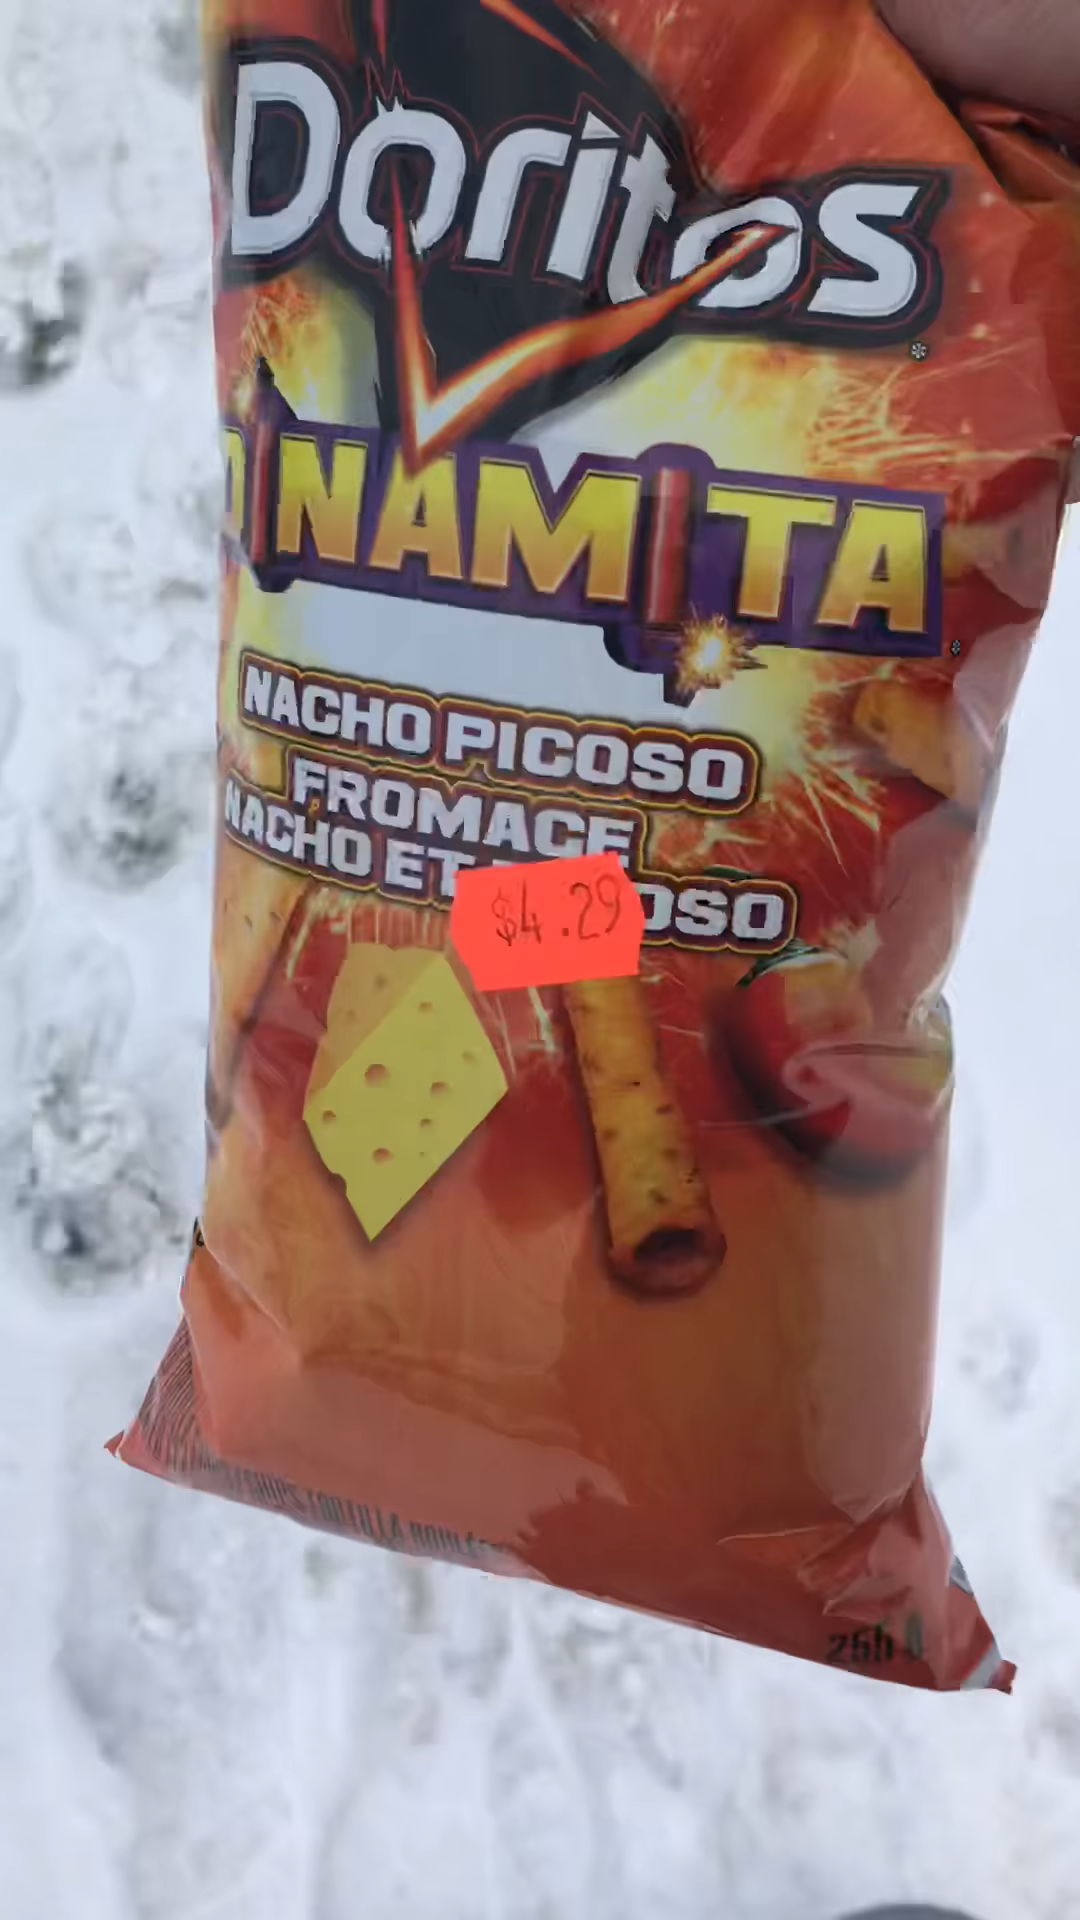 Doritos
DINAMITA
NACHO PICOSO
FROMAGE
NACHO ET
OSO
$4.29